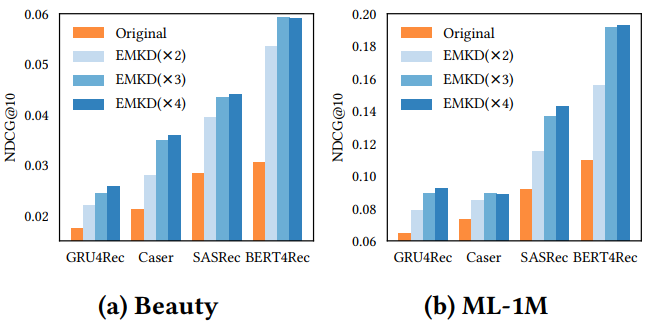 NDCG@10
0.06
0.05
0.04
0.03
0.02
Original
EMKD(×2)
EMKD(×3)
EMKD(×4)
GRU4Rec Caser SASRec BERT4Rec
(a) Beauty
NDCG@10
0.20
0.18
0.16
0.14
0.12
0.10
0.08
0.06
Original
EMKD(×2)
EMKD(×3)
EMKD(×4)
GRU4Rec Caser SASRec BERT4Rec
(b) ML-1M